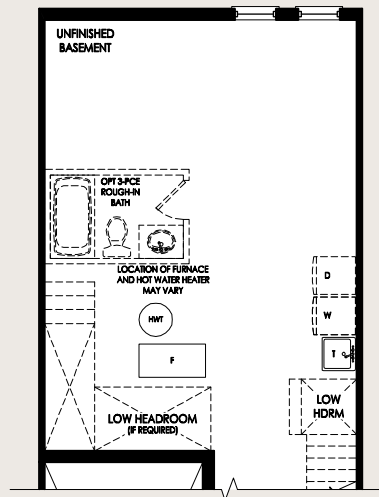 UNFINISHED
BASEMENT
OPT 3-PCE
ROUGH-IN
BATH
LOCATION OF FURNACE
AND HOT WATER HEATER
MAY VARY
D
HWT
W
T
F
LOW
HDRM
LOW HEADROOM
(IF REQUIRED)